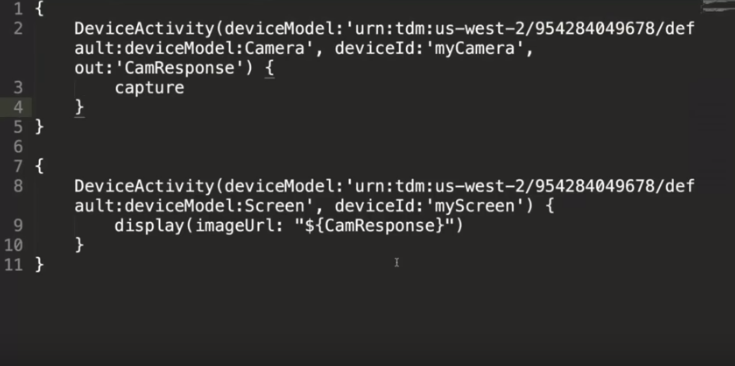 1 {
2 DeviceActivity(deviceModel:'urn:tdm:us-west-2/954284049678/def
ault:deviceModel:Camera', deviceId:'myCamera',
out:'CamResponse') {
3 capture
4 }
5 }
6
7 {
8 DeviceActivity(deviceModel:'urn:tdm:us-west-2/954284049678/def
ault:deviceModel:Screen', deviceId:'myScreen') {
9 display(imageUrl: "${CamResponse}")
10 }
11 }